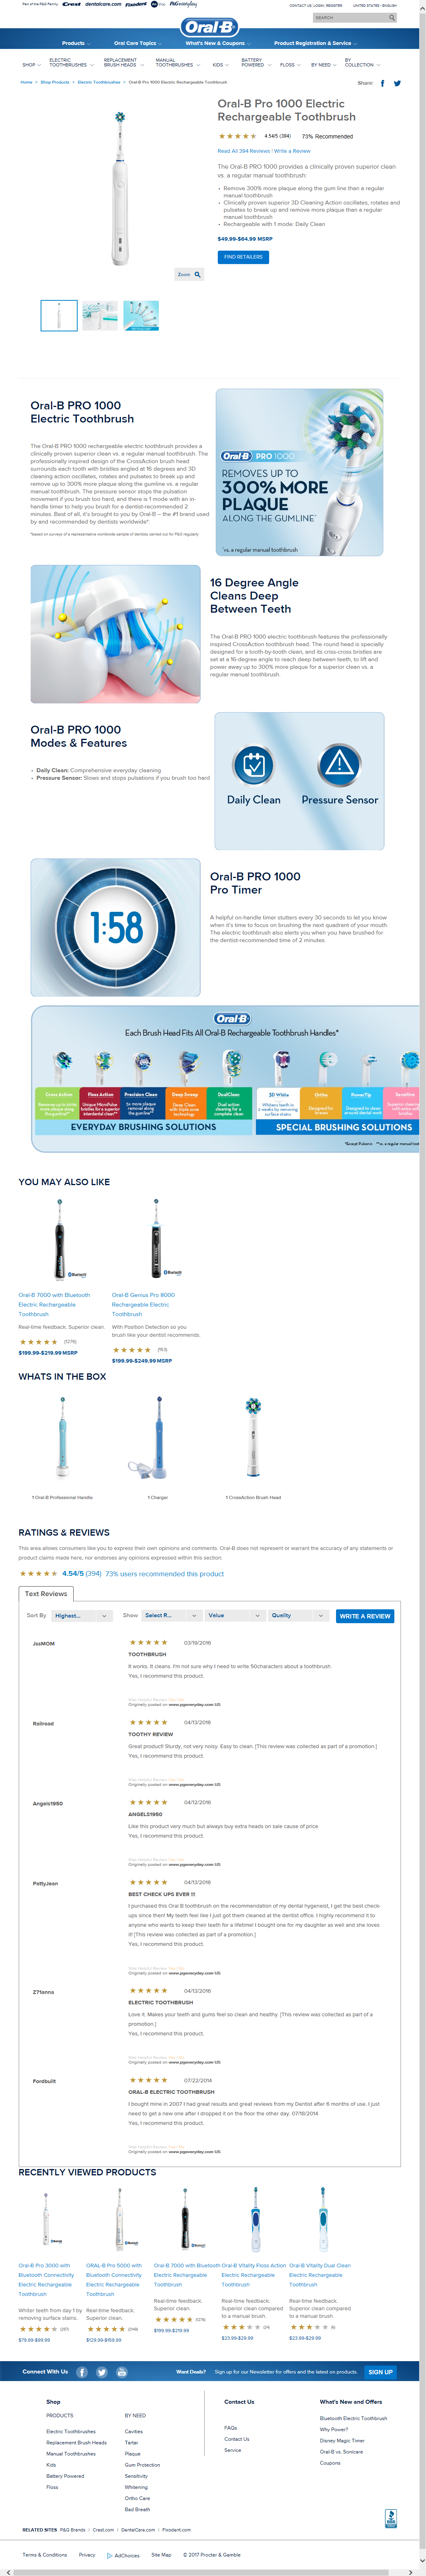 Part of the P&G Family Crest dentalcare.com Fixodent P&Geveryday
CONTACT US LOGIN REGISTER UNITED STATES - ENGLISH
SEARCH
Oral-B
Products Oral Care Topics What's New & Coupons Product Registration & Service
SHOP ELECTRIC TOOTHBRUSHES REPLACEMENT BRUSH HEADS MANUAL TOOTHBRUSHES KIDS BATTERY POWERED FLOSS BY NEED BY COLLECTION
Home > Shop Products > Electric Toothbrushes > Oral-B Pro 1000 Electric Rechargeable Toothbrush
Share:
Oral-B Pro 1000 Electric
Rechargeable Toothbrush
4.54/5 (394) 73% Recommended
Read All 394 Reviews | Write a Review
The Oral-B PRO 1000 provides a clinically proven superior clean
vs. a regular manual toothbrush:
• Remove 300% more plaque along the gum line than a regular
manual toothbrush
• Clinically proven superior 3D Cleaning Action oscillates, rotates and
pulsates to break up and remove more plaque than a regular
manual toothbrush
• Rechargeable with 1 mode: Daily Clean
$49.99-$64.99 MSRP
FIND RETAILERS
Zoom
Oral-B PRO 1000
Electric Toothbrush
The Oral-B PRO 1000 rechargeable electric toothbrush provides a
clinically proven superior clean vs. a regular manual toothbrush. The
professionally inspired design of the CrossAction brush head
surrounds each tooth with bristles angled at 16 degrees and 3D
cleaning action oscillates, rotates and pulsates to break up and
remove up to 300% more plaque along the gumline vs. a regular
manual toothbrush. The pressure sensor stops the pulsation
movement if you brush too hard, and there is 1 mode with an in-
handle timer to help you brush for a dentist-recommended 2
minutes. Best of all, it's brought to you by Oral-B – the #1 brand used
by and recommended by dentists worldwide*.
*based on surveys of a representative worldwide sample of dentists carried out for P&G regularly
Oral-B PRO 1000
REMOVES UP TO
300% MORE
PLAQUE
ALONG THE GUMLINE*
*vs. a regular manual toothbrush
16 Degree Angle
Cleans Deep
Between Teeth
The Oral-B PRO 1000 electric toothbrush features the professionally
inspired CrossAction toothbrush head. The round head is specially
designed for a tooth-by-tooth clean, and its criss-cross bristles are
set at a 16-degree angle to reach deep between teeth, to lift and
power away up to 300% more plaque along the gumline vs. a
regular manual toothbrush.
Oral-B PRO 1000
Modes & Features
• Daily Clean: Comprehensive everyday cleaning
• Pressure Sensor: Slows and stops pulsations if you brush too hard
Daily Clean Pressure Sensor
1:58
Oral-B PRO 1000
Pro Timer
A helpful on-handle timer stutters every 30 seconds to let you know
when it's time to focus on brushing the next quadrant of your mouth.
The electric toothbrush also alerts you when you have brushed for
the dentist-recommended time of 2 minutes.
Oral-B
Each Brush Head Fits All Oral-B Rechargeable Toothbrush Handles*
Cross Action Floss Action Precision Clean Deep Sweep DualClean 3D White Ortho PowerTip Sensitive
EVERYDAY BRUSHING SOLUTIONS SPECIAL BRUSHING SOLUTIONS
YOU MAY ALSO LIKE
Bluetooth Bluetooth
Oral-B 7000 with Bluetooth
Electric Rechargeable
Toothbrush
Real-time feedback. Superior clean.
(1276)
$199.99-$219.99 MSRP
Oral-B Genius Pro 8000
Rechargeable Electric
Toothbrush
With Position Detection so you
brush like your dentist recommends.
(163)
$199.99-$249.99 MSRP
WHATS IN THE BOX
1 Oral-B Professional Handle 1 Charger 1 CrossAction Brush Head
RATINGS & REVIEWS
This area allows consumers like you to express their own opinions and comments. Oral-B does not represent or warrant the accuracy of any statements or
product claims made here, nor endorses any opinions expressed within this section.
4.54/5 (394) 73% users recommended this product
Text Reviews
Sort By Highest... Show Select R... Value Quality WRITE A REVIEW
JssMOM 03/19/2016
TOOTHBRUSH
It works. It cleans. I'm not sure why I need to write 50characters about a toothbrush.
Yes, I recommend this product.
Was Helpful Review Yes / No
Originally posted on www.pgeveryday.com US
Railroad 04/13/2016
TOOTHY REVIEW
Great product! Sturdy, not very noisy. Easy to clean. [This review was collected as part of a promotion.]
Yes, I recommend this product.
Was Helpful Review Yes / No
Originally posted on www.pgeveryday.com US
Angels1950 04/12/2016
ANGELS1950
Like this product very much but always buy extra heads on sale cause of price
Yes, I recommend this product.
Was Helpful Review Yes / No
Originally posted on www.pgeveryday.com US
PattyJean 04/13/2016
BEST CHECK UPS EVER !!!
I purchased this Oral B toothbrush on the recommendation of my dental hygienist, I get the best check-
ups since then! My teeth feel like I just got them cleaned at the dentist office. I highly recommend it to
anyone who wants to keep their teeth for a lifetime! I bought one for my daughter as well and she loves
it! [This review was collected as part of a promotion.]
Yes, I recommend this product.
Was Helpful Review Yes / No
Originally posted on www.pgeveryday.com US
Z71anna 04/13/2016
ELECTRIC TOOTHBRUSH
Love it. Makes your teeth and gums feel so clean and healthy. [This review was collected as part of a
promotion.]
Yes, I recommend this product.
Was Helpful Review Yes / No
Originally posted on www.pgeveryday.com US
Fordbuilt 07/22/2014
ORAL-B ELECTRIC TOOTHBRUSH
I bought mine in 2007 I had great results and great reviews from my Dentist after 6 months of use. I just
need to get a new one after I dropped it on the floor the other day. 07/18/2014
Yes, I recommend this product.
Was Helpful Review Yes / No
Originally posted on www.pgeveryday.com US
RECENTLY VIEWED PRODUCTS
Oral-B Pro 3000 with
Bluetooth Connectivity
Electric Rechargeable
Toothbrush
Whiter teeth from day 1 by
removing surface stains.
$79.99-$99.99
ORAL-B Pro 5000 with
Bluetooth Connectivity
Electric Rechargeable
Toothbrush
Real-time feedback.
Superior clean.
$129.99-$159.99
Oral-B 7000 with Bluetooth
Electric Rechargeable
Toothbrush
Real-time feedback.
Superior clean.
(1276)
$199.99-$219.99
Oral-B Vitality Floss Action
Electric Rechargeable
Toothbrush
Real-time feedback.
Superior clean compared
to a manual brush.
$23.99-$29.99
Oral-B Vitality Dual Clean
Electric Rechargeable
Toothbrush
Real-time feedback.
Superior clean compared
to a manual brush.
$23.99-$29.99
Connect With Us Want Deals? Sign up for our Newsletter for offers and the latest on products. SIGN UP
Shop
PRODUCTS
Electric Toothbrushes
Replacement Brush Heads
Manual Toothbrushes
Kids
Battery Powered
Floss
BY NEED
Cavities
Tartar
Plaque
Gum Protection
Sensitivity
Whitening
Ortho Care
Bad Breath
Contact Us
FAQs
Contact Us
Service
What's New and Offers
Bluetooth Electric Toothbrush
Why Power?
Disney Magic Timer
Oral-B vs. Sonicare
Coupons
RELATED SITES P&G Brands | Crest.com | DentalCare.com | Fixodent.com
BBB
Terms & Conditions Privacy AdChoices Site Map © 2017 Procter & Gamble